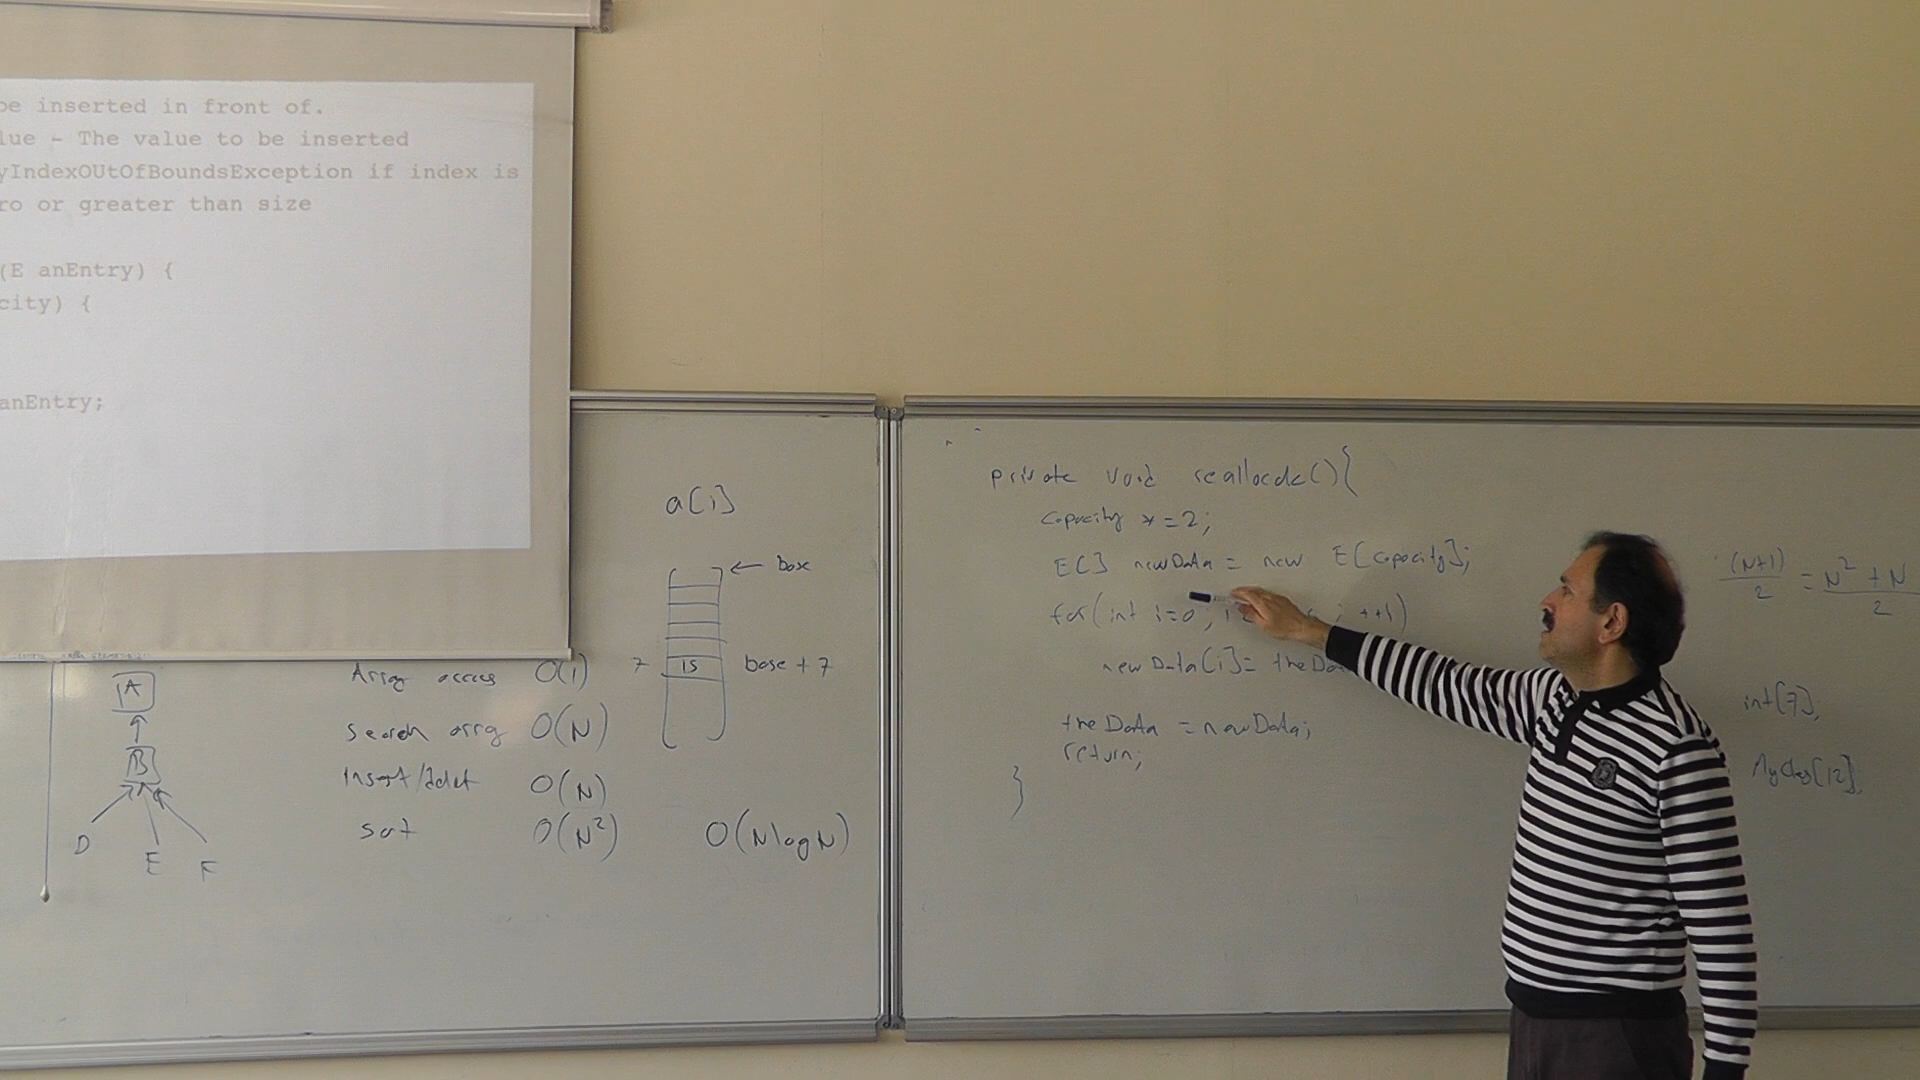 be inserted in front of.
lue - The value to be inserted
yIndexOUtOfBoundsException if index is
ro or greater than size
(E anEntry) {
city) {
anEntry;
A
B
D
E
F
Array access O(1)
search array O(N)
Insert/delet O(N)
sort O(N²) O(NlogN)
a[i]
← base
7 15 base + 7
private void reallocate(){
capacity *=2;
E[] newData = new E[capacity];
for(int i=0; i ; ++i)
newData[i]= theDa
theData = newData;
return;
}
(N+1)/2 = N² + N/2
int[7];
[12];